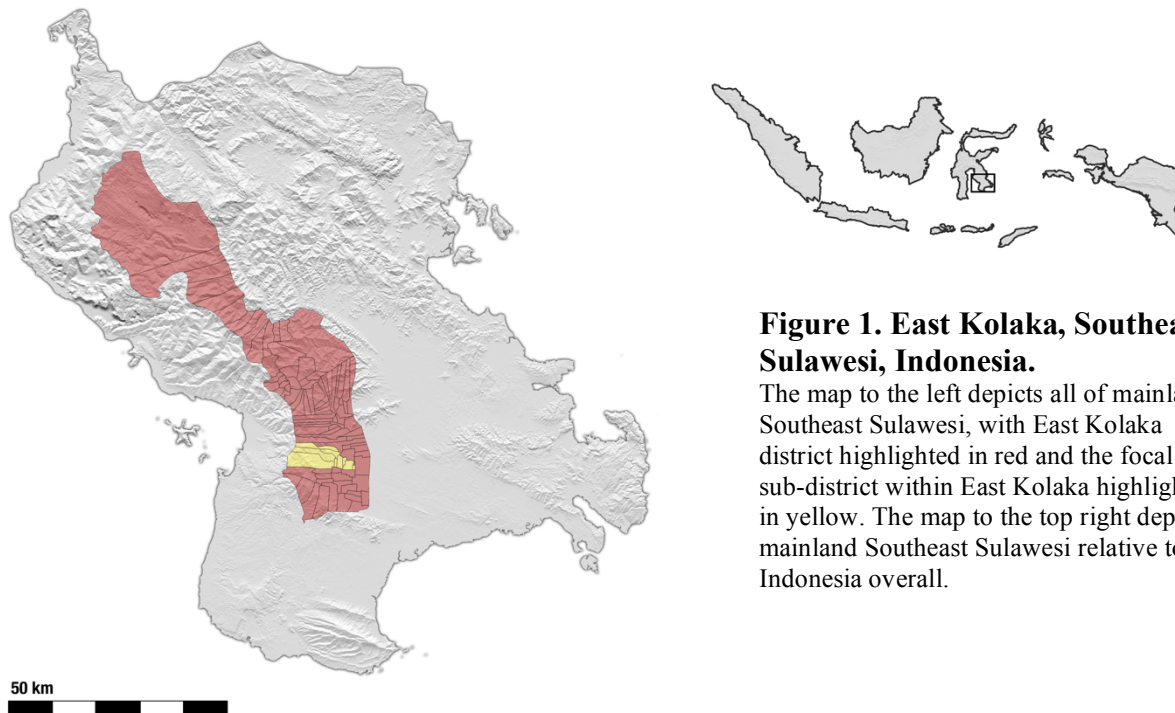 Figure 1. East Kolaka, Southea
Sulawesi, Indonesia.
The map to the left depicts all of mainla
Southeast Sulawesi, with East Kolaka
district highlighted in red and the focal
sub-district within East Kolaka highligh
in yellow. The map to the top right dep
mainland Southeast Sulawesi relative to
Indonesia overall.
50 km